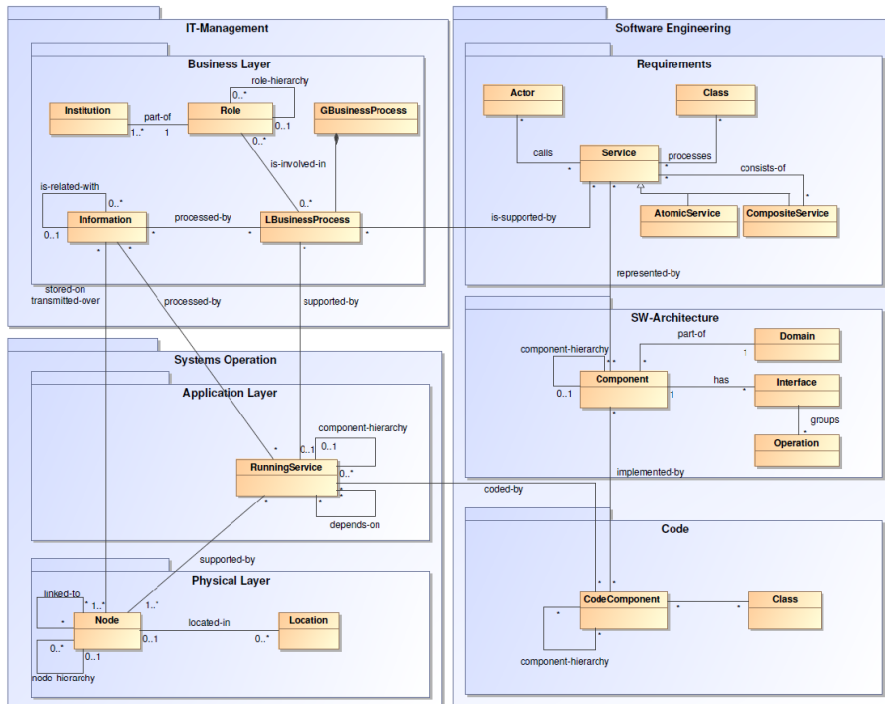 IT-Management
Business Layer
role-hierarchy
0..*
Institution
part-of
Role
GBusinessProcess
1..*
1
0..1
0..*
is-involved-in
is-related-with
0..*
0..*
Information
processed-by
LBusinessProcess
0..1
*
*
*
*
*
*
stored-on
transmitted-over
processed-by
supported-by
Software Engineering
Requirements
Actor
Class
*
*
calls
Service
processes
*
*
*
consists-of
*
*
*
is-supported-by
AtomicService
CompositeService
*
represented-by
SW-Architecture
Domain
part-of
component-hierarchy
*
*
*
1
Component
has
Interface
0..1
1
*
groups
*
*
Operation
implemented-by
Systems Operation
Application Layer
component-hierarchy
*
0..1
0..1
RunningService
0..*
*
*
*
*
coded-by
depends-on
supported-by
Physical Layer
linked-to
*
1..*
1..*
Node
located-in
Location
*
0..1
0..*
0..*
0..1
node-hierarchy
Code
*
*
CodeComponent
Class
*
*
*
*
component-hierarchy